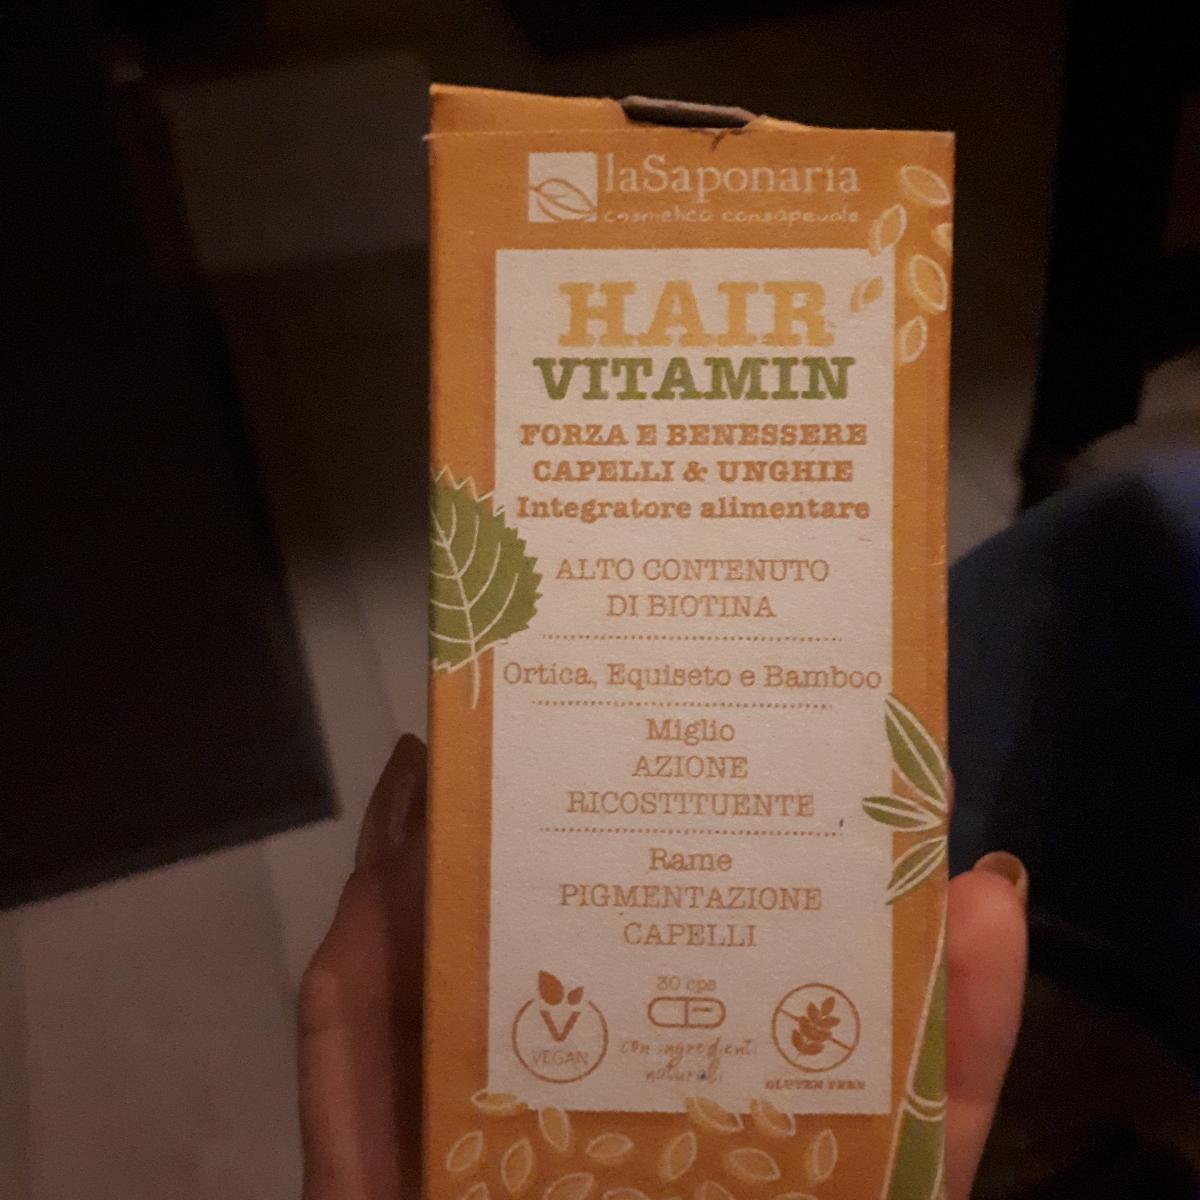 laSaponaria
cosmetica consapevole
HAIR
VITAMIN
FORZA E BENESSERE
CAPELLI & UNGHIE
Integratore alimentare
ALTO CONTENUTO
DI BIOTINA
Ortica, Equiseto e Bamboo
Miglio
AZIONE
RICOSTITUENTE
Rame
PIGMENTAZIONE
CAPELLI
30 cps
VEGAN
con ingredienti
naturali
GLUTEN FREE